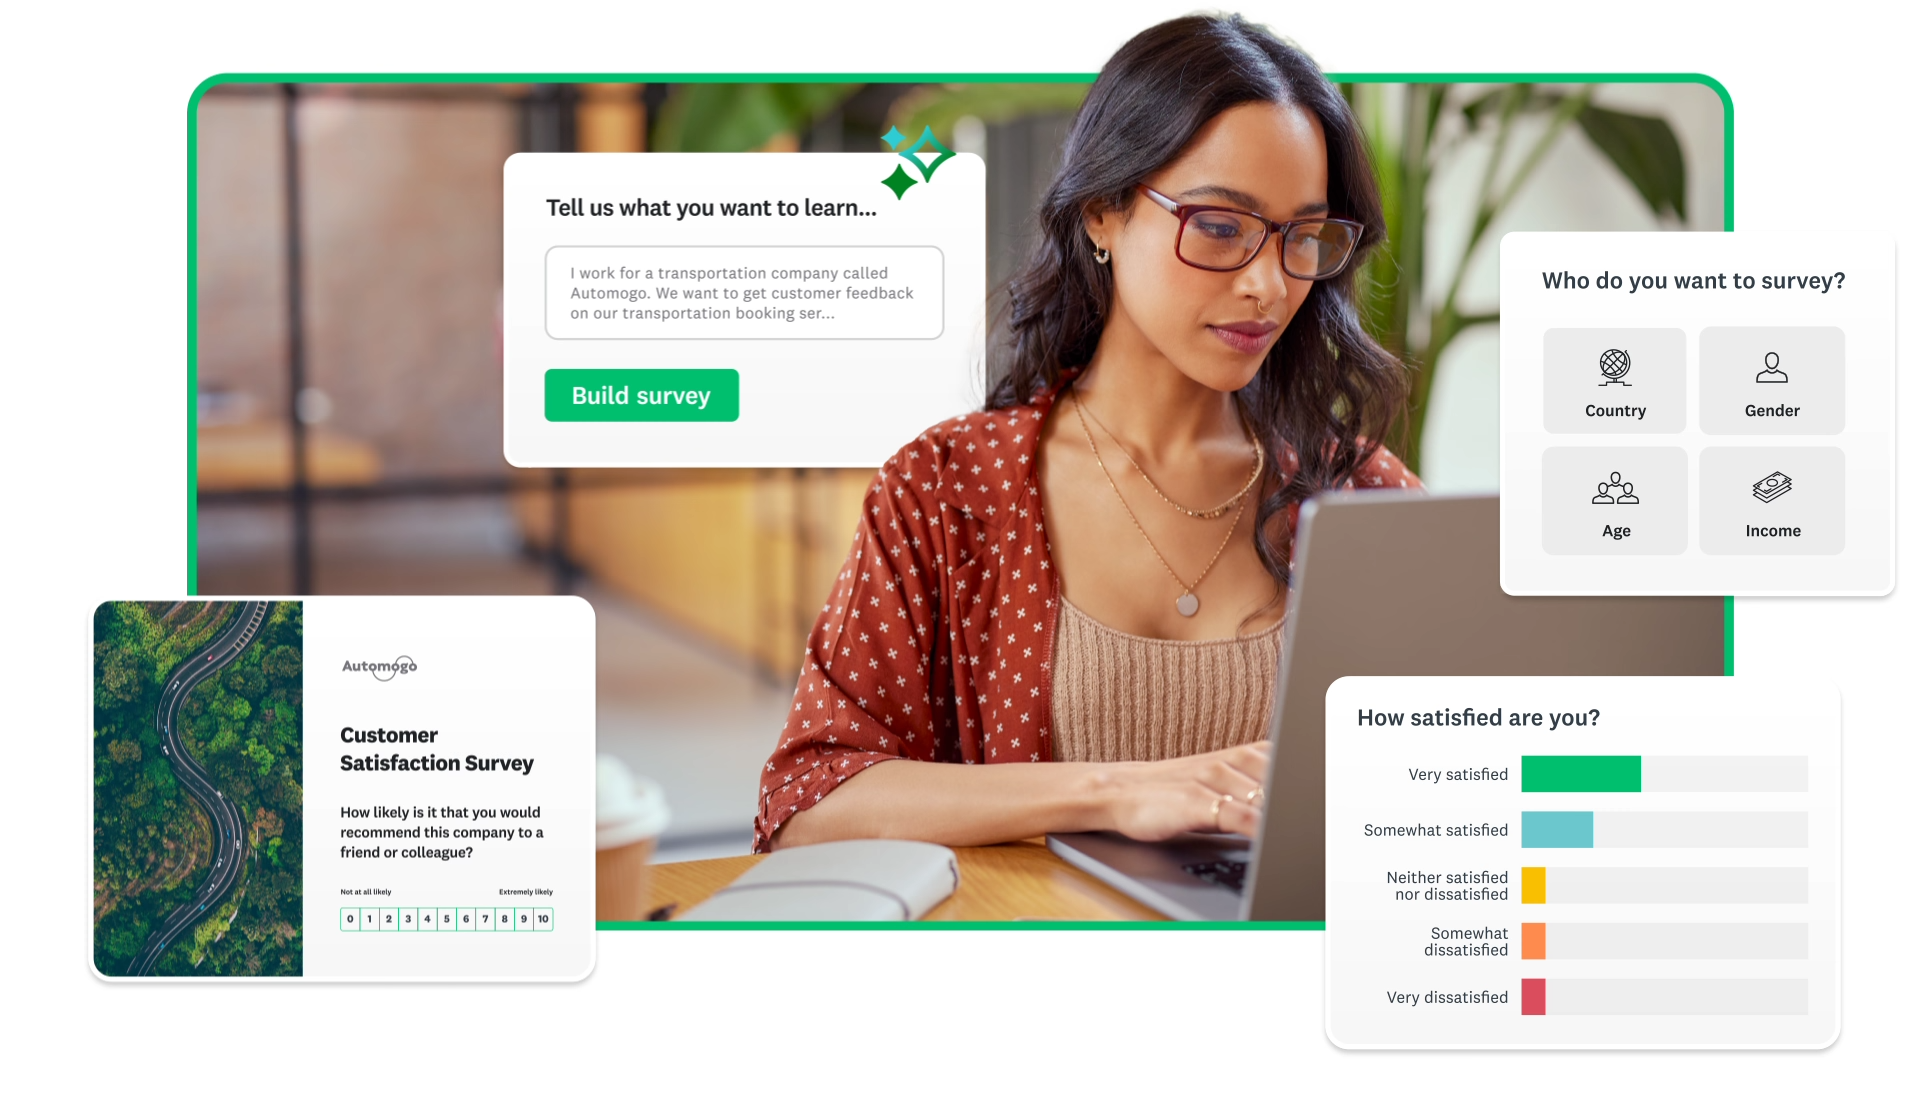 Tell us what you want to learn...
I work for a transportation company called
Automogo. We want to get customer feedback
on our transportation booking ser...
Build survey
Who do you want to survey?
Country
Gender
Age
Income
Automogo
Customer
Satisfaction Survey
How likely is it that you would
recommend this company to a
friend or colleague?
Not at all likely Extremely likely
0 1 2 3 4 5 6 7 8 9 10
How satisfied are you?
Very satisfied
Somewhat satisfied
Neither satisfied
nor dissatisfied
Somewhat
dissatisfied
Very dissatisfied